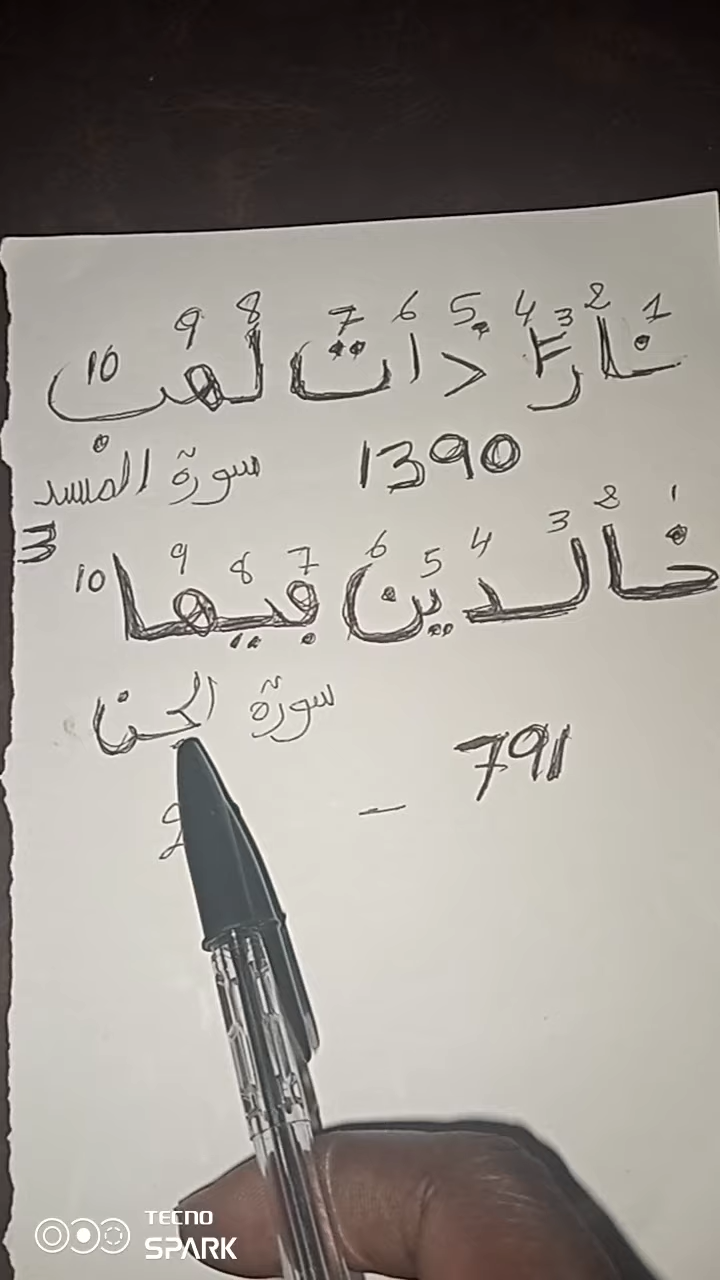 1 2 3 4 5 6 7 8 9 10
ناراً ذات لهب
1390
سورة المسد
3
1 2 3 4 5 6 7 8 9 10
خالدين فيها
سورة الجن
791 -
TECNO
SPARK